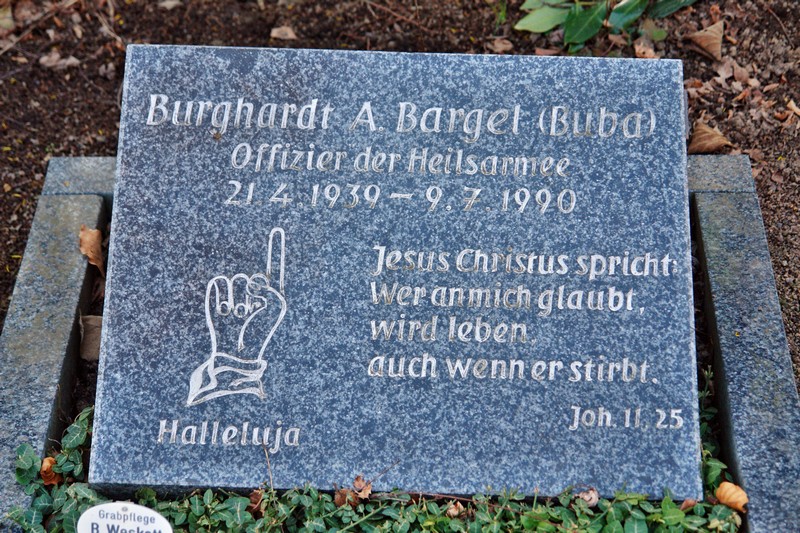 Burghardt A. Bargel (Buba)
Offizier der Heilsarmee
21.4.1939 – 9.7.1990
Jesus Christus spricht:
Wer an mich glaubt,
wird leben,
auch wenn er stirbt.
Joh. 11, 25
Halleluja
Grabpflege